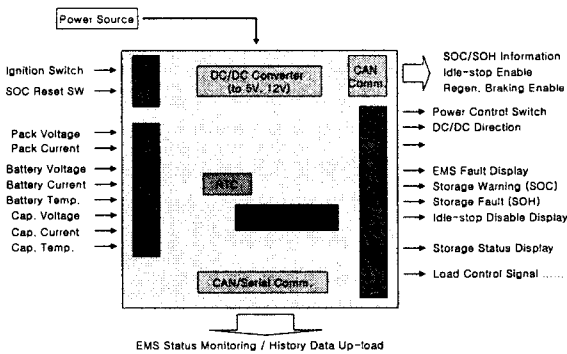 Power Source
Ignition Switch
SOC Reset SW
DC/DC Converter
(to 5V, 12V)
CAN
Comm.
SOC/SOH Information
Idle-stop Enable
Regen. Braking Enable
Power Control Switch
DC/DC Direction
Pack Voltage
Pack Current
Battery Voltage
Battery Current
Battery Temp.
Cap. Voltage
Cap. Current
Cap. Temp.
RTC
EMS Fault Display
Storage Warning (SOC)
Storage Fault (SOH)
Idle-stop Disable Display
Storage Status Display
Load Control Signal ......
CAN/Serial Comm.
EMS Status Monitoring / History Data Up-load